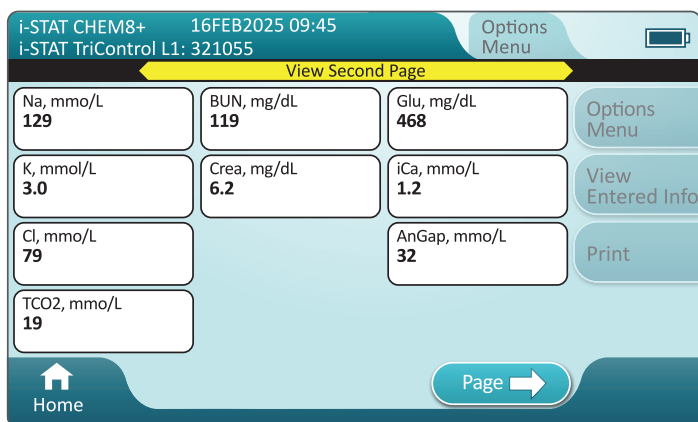 i-STAT CHEM8+ 16FEB2025 09:45
i-STAT TriControl L1: 321055
Options
Menu
View Second Page
Na, mmo/L
129
BUN, mg/dL
119
Glu, mg/dL
468
K, mmol/L
3.0
Crea, mg/dL
6.2
iCa, mmo/L
1.2
Cl, mmo/L
79
AnGap, mmo/L
32
TCO2, mmo/L
19
Options
Menu
View
Entered Info
Print
Home
Page